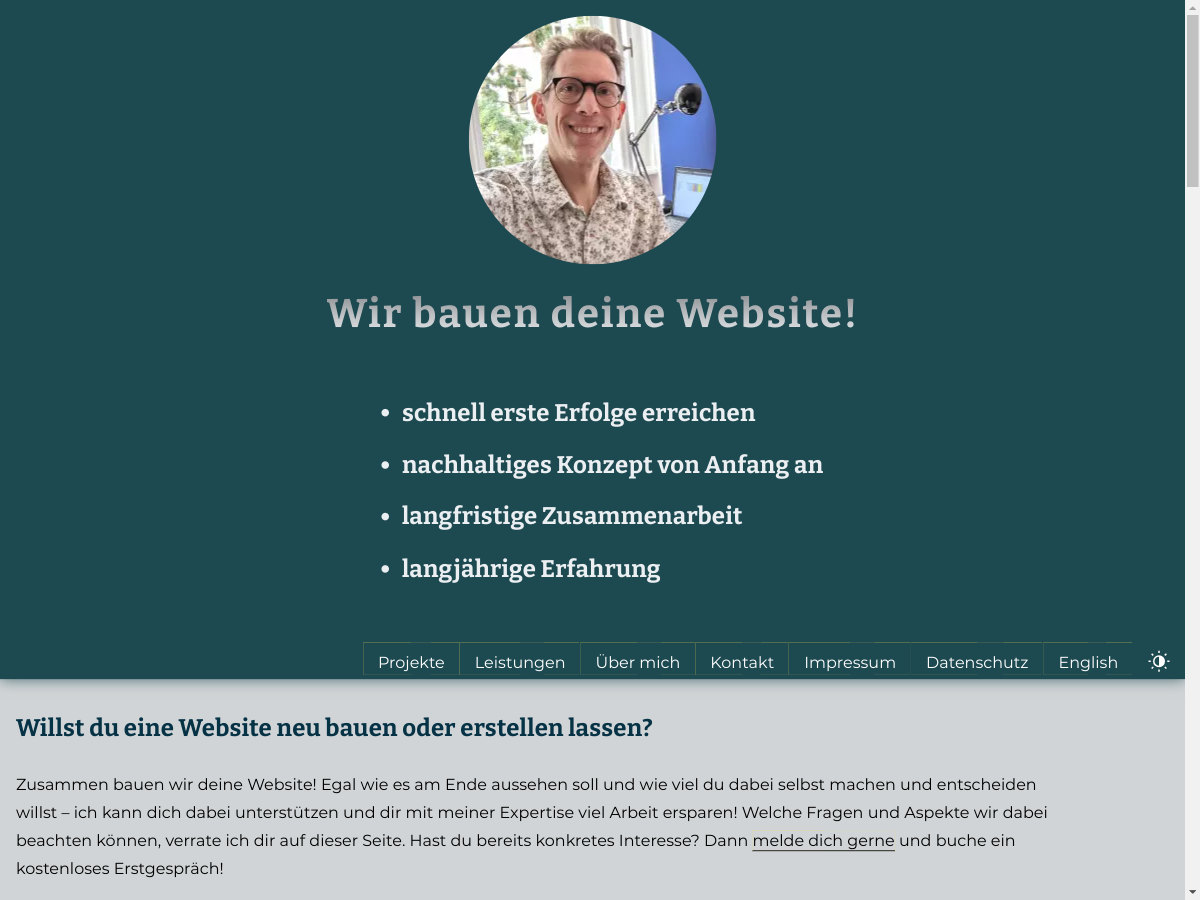 Wir bauen deine Website!
• schnell erste Erfolge erreichen
• nachhaltiges Konzept von Anfang an
• langfristige Zusammenarbeit
• langjährige Erfahrung
Projekte Leistungen Über mich Kontakt Impressum Datenschutz English
Willst du eine Website neu bauen oder erstellen lassen?
Zusammen bauen wir deine Website! Egal wie es am Ende aussehen soll und wie viel du dabei selbst machen und entscheiden
willst – ich kann dich dabei unterstützen und dir mit meiner Expertise viel Arbeit ersparen! Welche Fragen und Aspekte wir dabei
beachten können, verrate ich dir auf dieser Seite. Hast du bereits konkretes Interesse? Dann melde dich gerne und buche ein
kostenloses Erstgespräch!